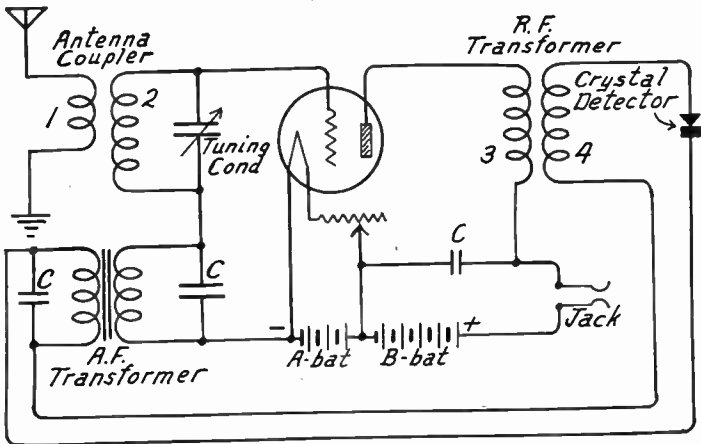 Antenna
Coupler
R.F.
Transformer
Crystal
Detector
1
2
Tuning
Cond
3
4
C
C
C
Jack
- A-bat
B-bat +
A.F.
Transformer